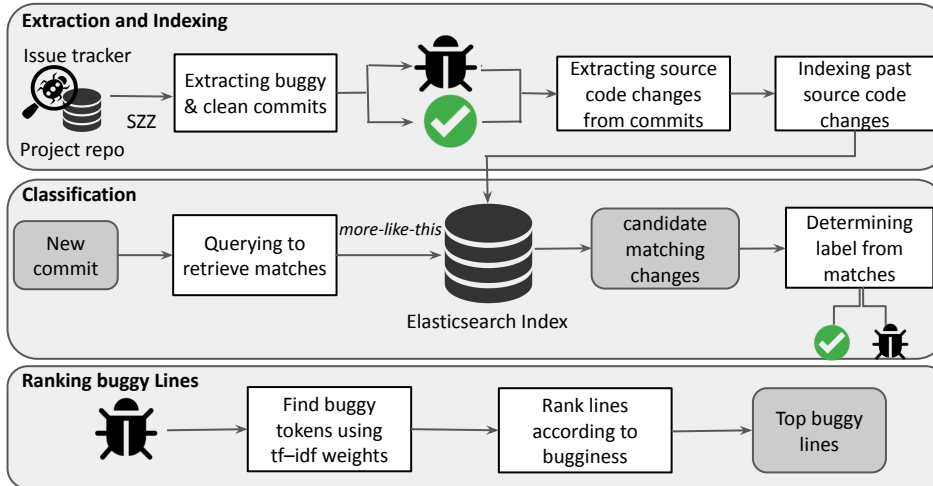 Extraction and Indexing
Issue tracker
SZZ
Project repo
Extracting buggy
& clean commits
Extracting source
code changes
from commits
Indexing past
source code
changes
Classification
New
commit
Querying to
retrieve matches
more-like-this
Elasticsearch Index
candidate
matching
changes
Determining
label from
matches
Ranking buggy Lines
Find buggy
tokens using
tf–idf weights
Rank lines
according to
bugginess
Top buggy
lines